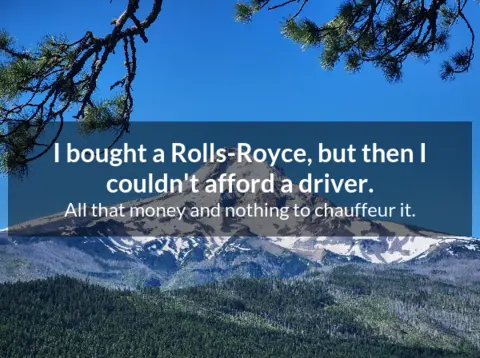 I bought a Rolls-Royce, but then I
couldn't afford a driver.
All that money and nothing to chauffeur it.